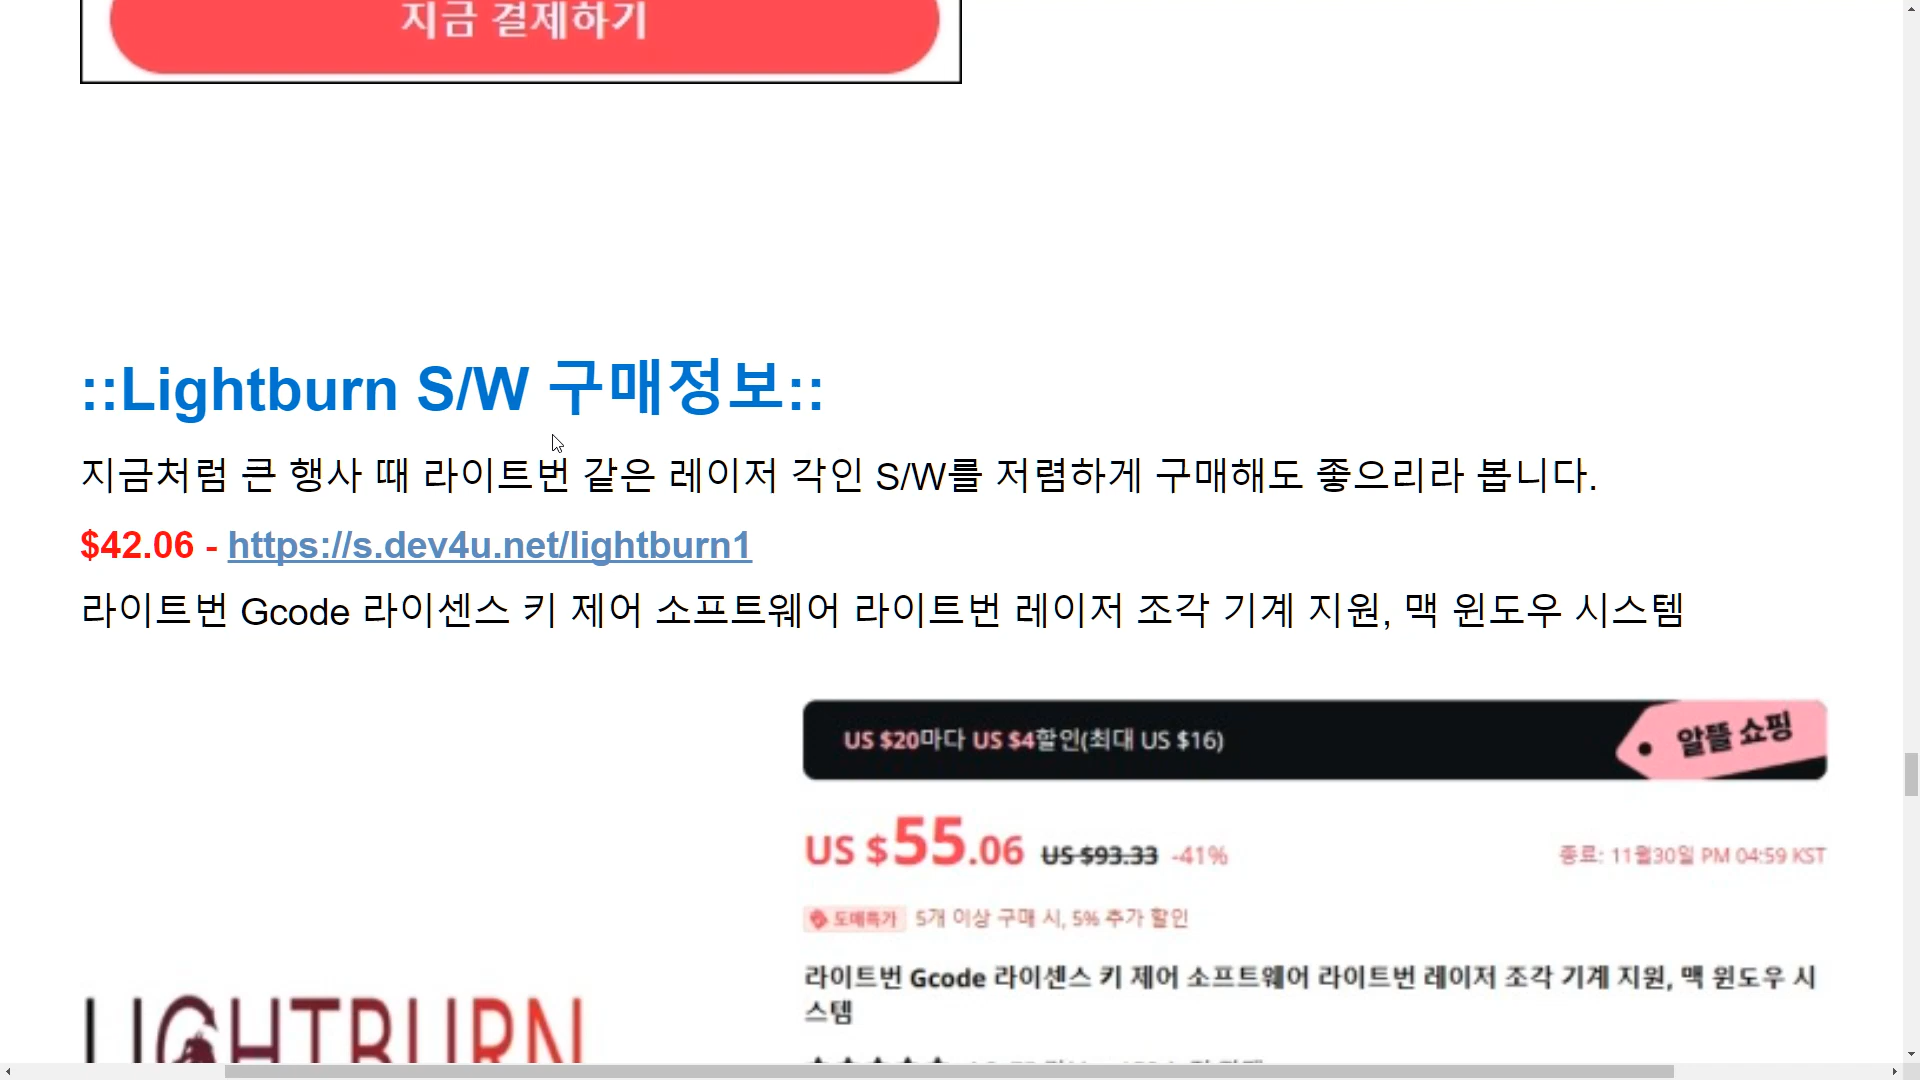 지금 결제하기
::Lightburn S/W 구매정보::
지금처럼 큰 행사 때 라이트번 같은 레이저 각인 S/W를 저렴하게 구매해도 좋으리라 봅니다.
$42.06 - https://s.dev4u.net/lightburn1
라이트번 Gcode 라이센스 키 제어 소프트웨어 라이트번 레이저 조각 기계 지원, 맥 윈도우 시스템
US $20마다 US $4할인(최대 US $16)
알뜰 쇼핑
US $55.06 US $93.33 -41%
종료: 11월30일 PM 04:59 KST
도매특가 5개 이상 구매 시, 5% 추가 할인
라이트번 Gcode 라이센스 키 제어 소프트웨어 라이트번 레이저 조각 기계 지원, 맥 윈도우 시
스템
LIGHTBURN